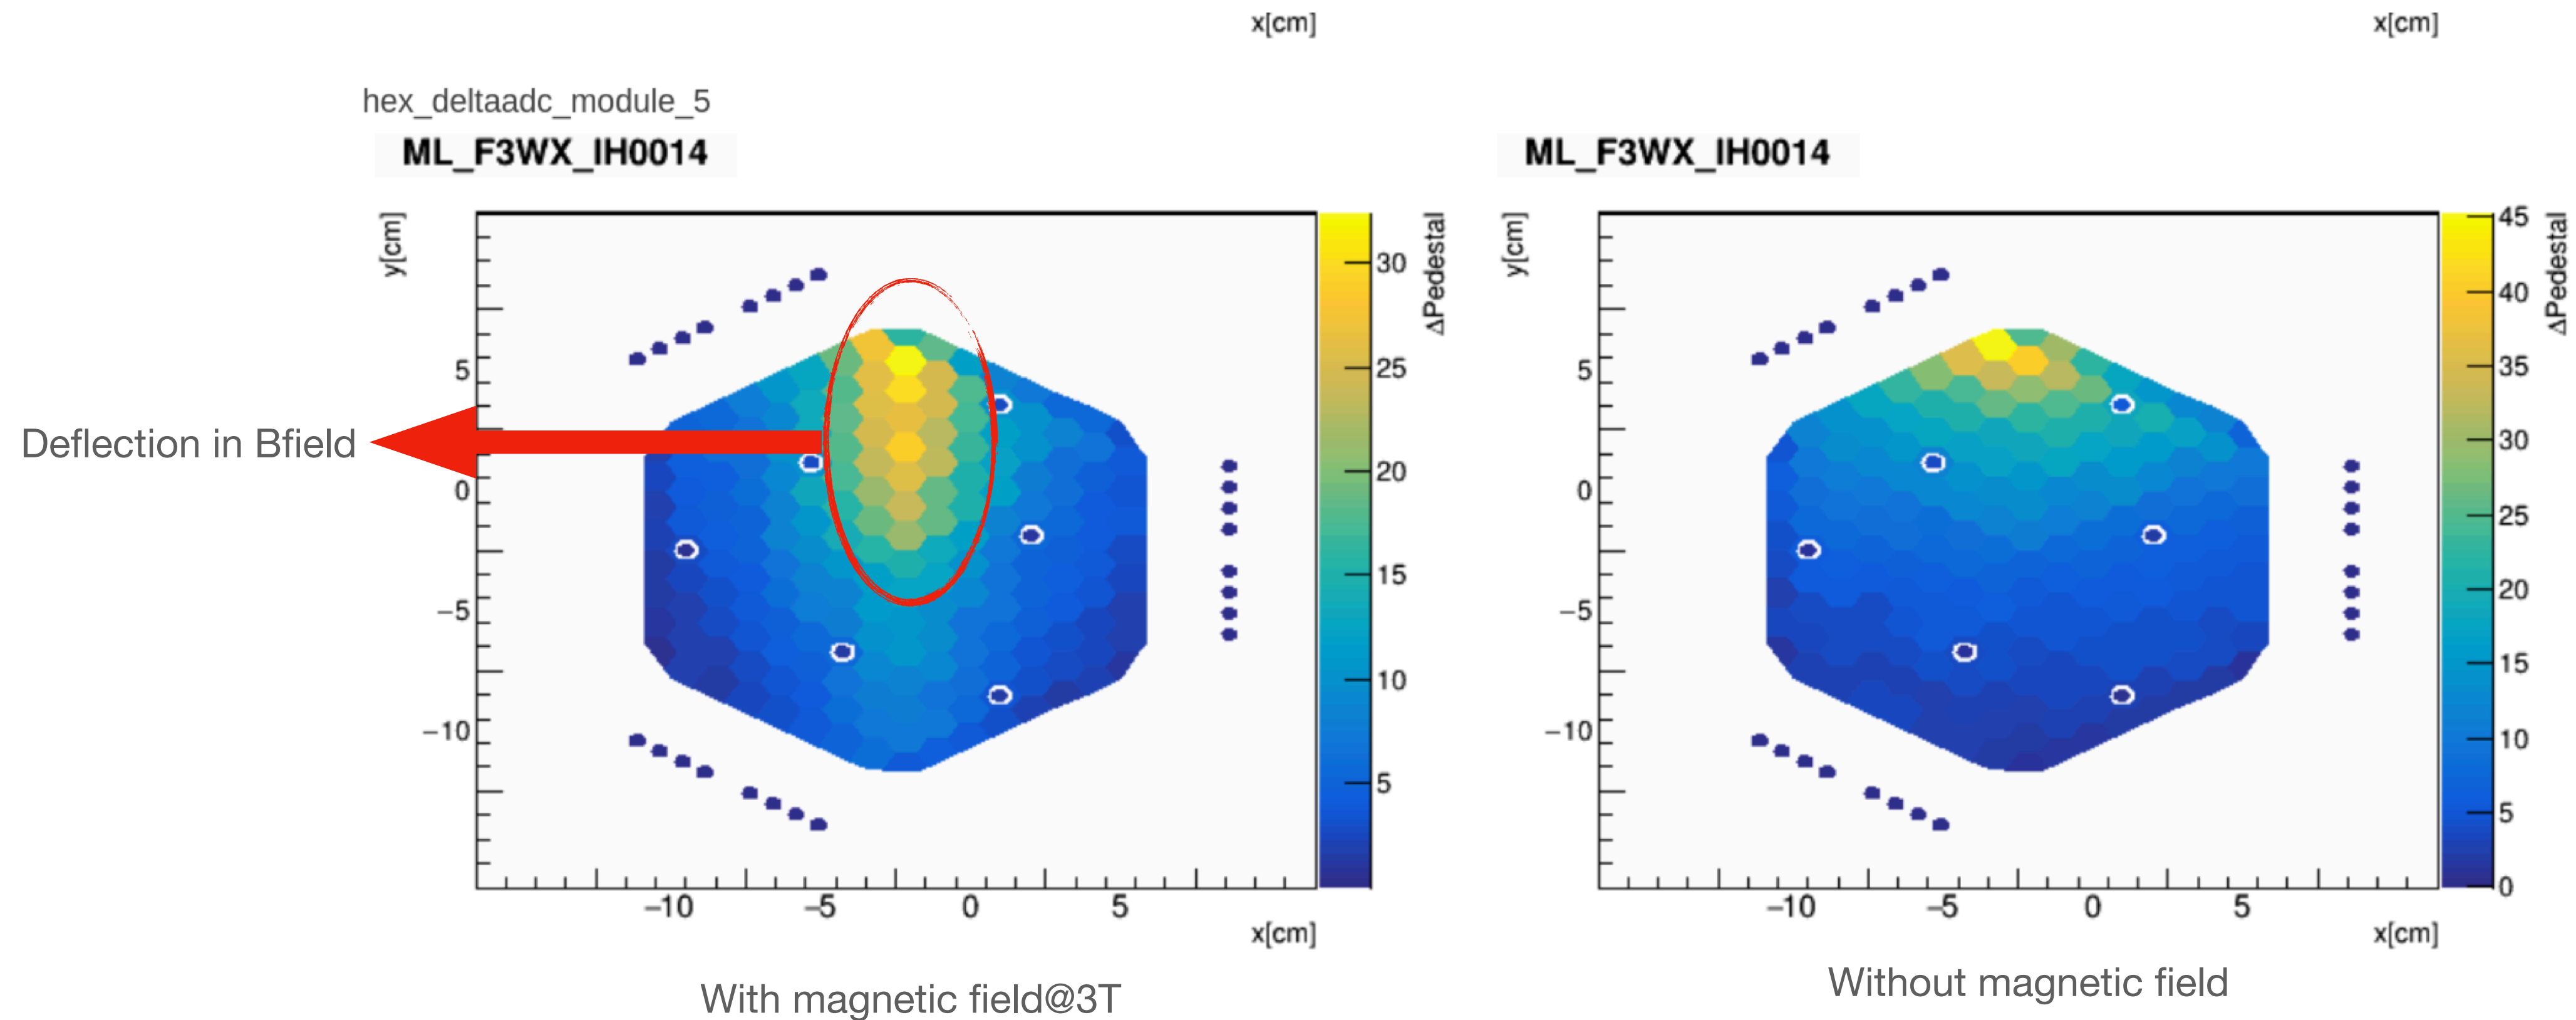 x[cm] x[cm]
hex_deltaadc_module_5
ML_F3WX_IH0014 ML_F3WX_IH0014
y[cm] ΔPedestal y[cm] ΔPedestal
5
0
−5
−10
−10 −5 0 5
x[cm]
30
25
20
15
10
5
Deflection in Bfield
With magnetic field@3T
5
0
−5
−10
−10 −5 0 5
x[cm]
45
40
35
30
25
20
15
10
5
0
Without magnetic field